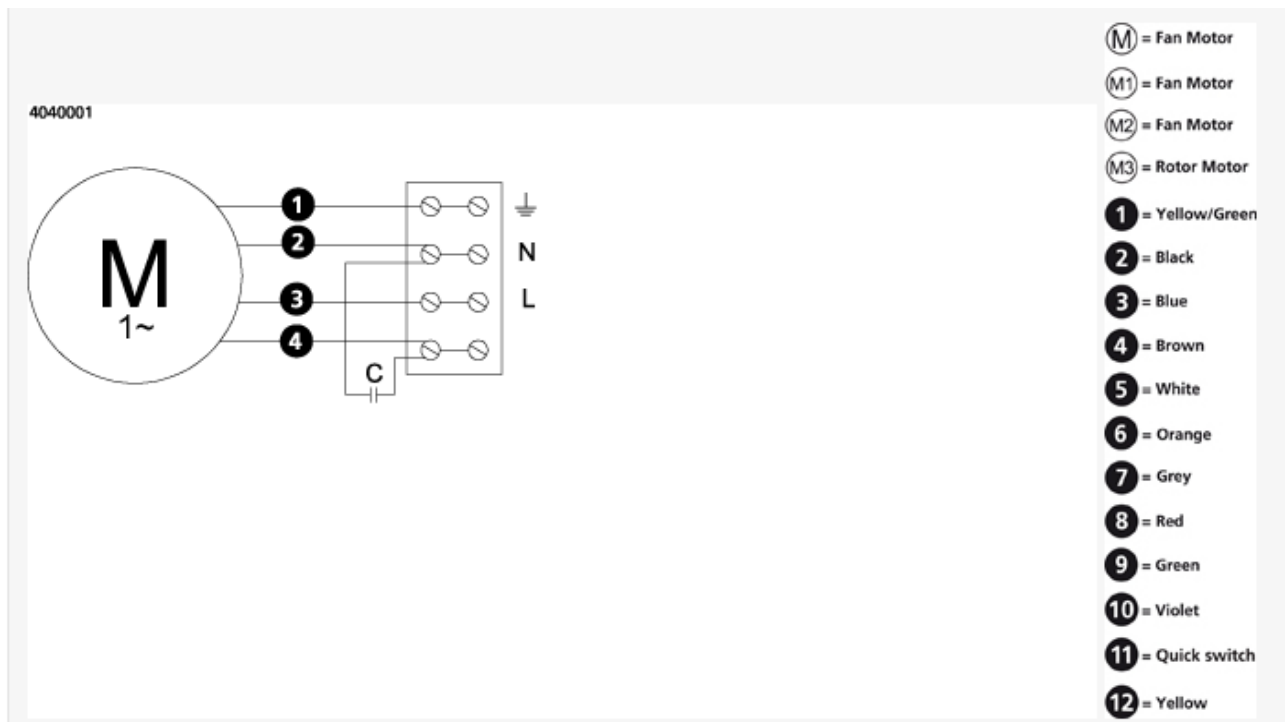 4040001
M
1~
1
2
3
4
N
L
C
M = Fan Motor
M1 = Fan Motor
M2 = Fan Motor
M3 = Rotor Motor
1 = Yellow/Green
2 = Black
3 = Blue
4 = Brown
5 = White
6 = Orange
7 = Grey
8 = Red
9 = Green
10 = Violet
11 = Quick switch
12 = Yellow